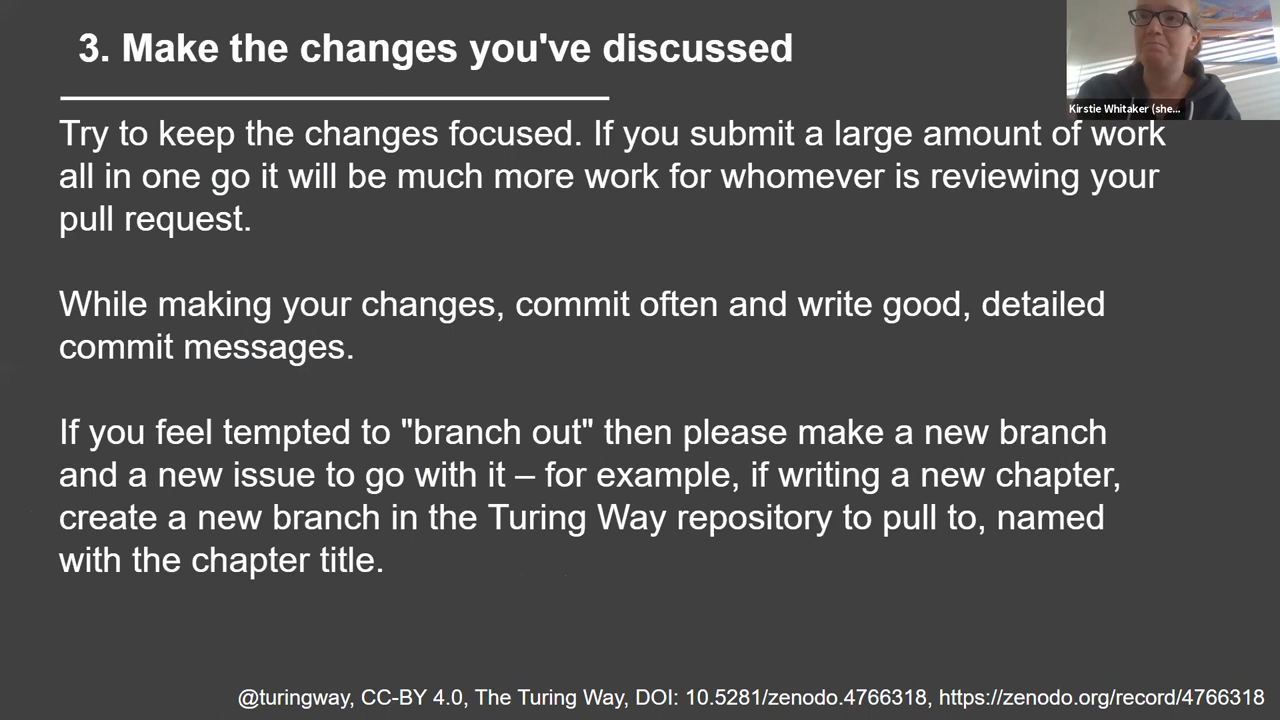 3. Make the changes you've discussed
Kirstie Whitaker (she...
Try to keep the changes focused. If you submit a large amount of work
all in one go it will be much more work for whomever is reviewing your
pull request.
While making your changes, commit often and write good, detailed
commit messages.
If you feel tempted to "branch out" then please make a new branch
and a new issue to go with it – for example, if writing a new chapter,
create a new branch in the Turing Way repository to pull to, named
with the chapter title.
@turingway, CC-BY 4.0, The Turing Way, DOI: 10.5281/zenodo.4766318, https://zenodo.org/record/4766318